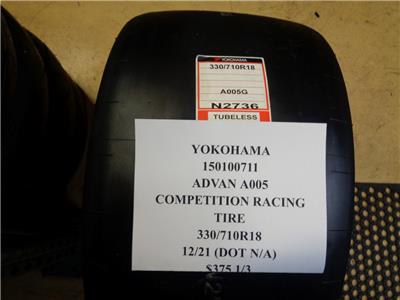 YOKOHAMA
330/710R18
A005G
N2736
TUBELESS
YOKOHAMA
150100711
ADVAN A005
COMPETITION RACING
TIRE
330/710R18
12/21 (DOT N/A)
$375 1/3